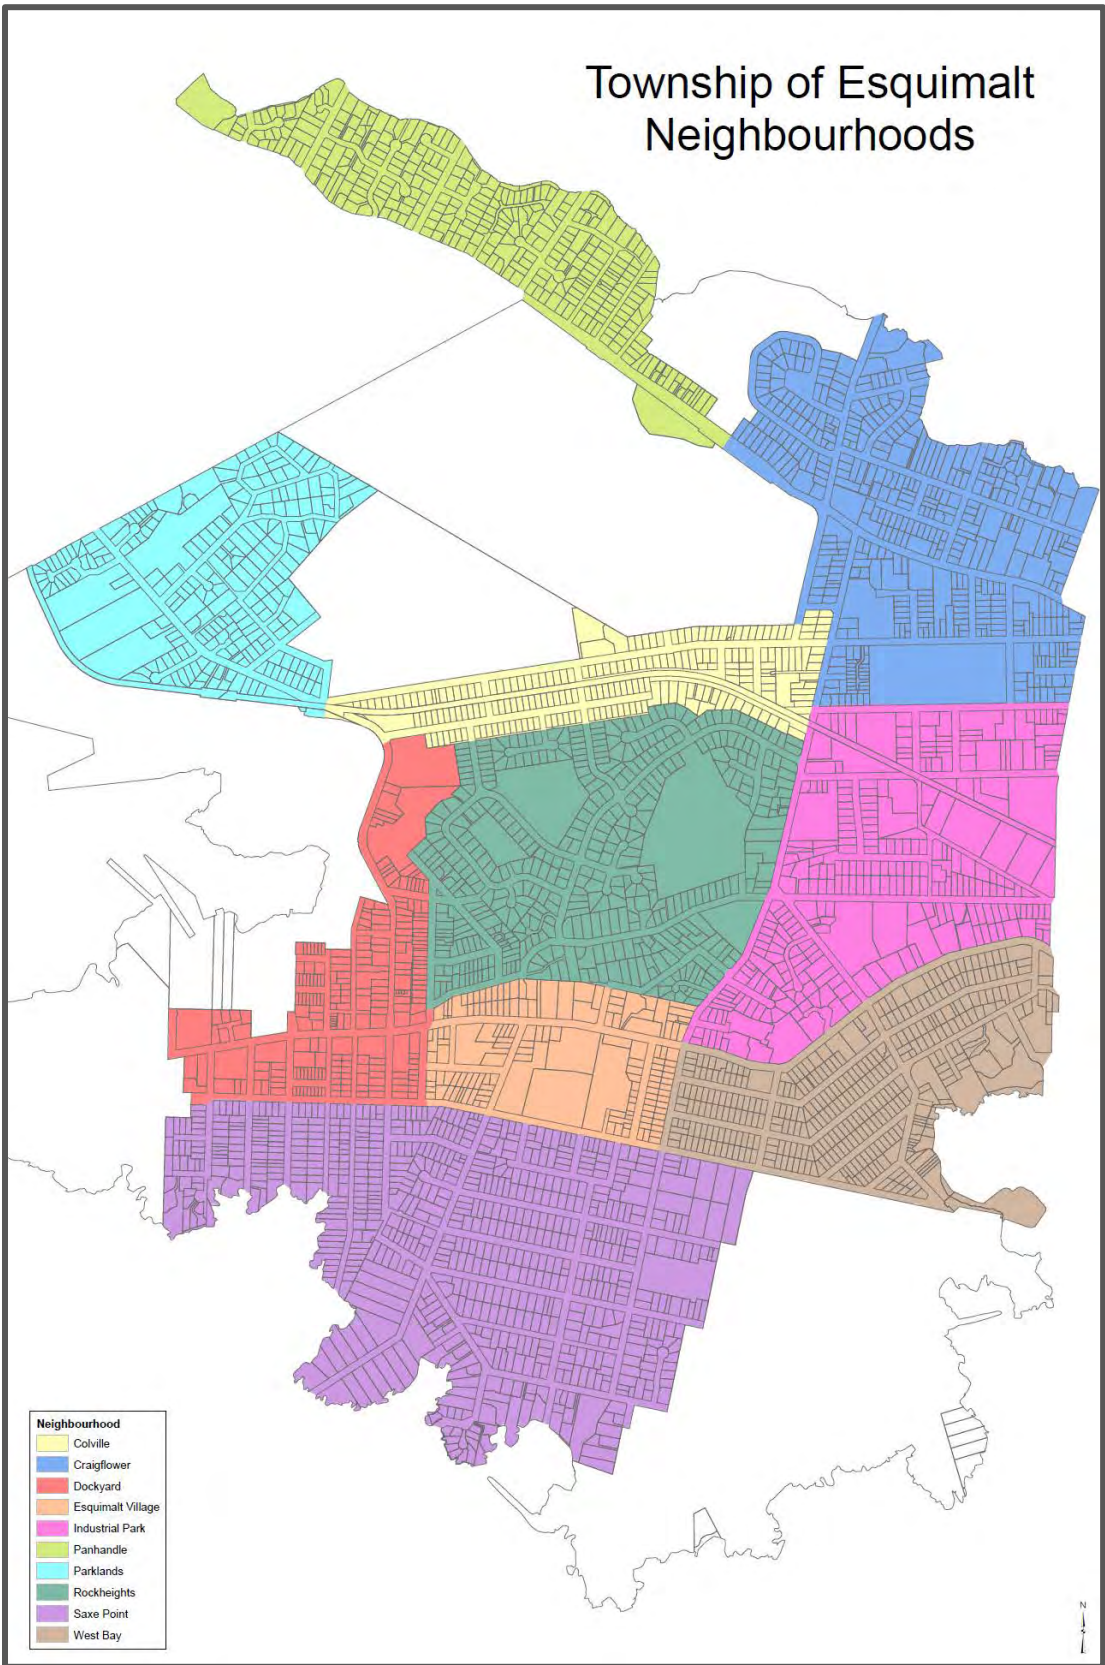 Township of Esquimalt
Neighbourhoods
Neighbourhood
Colville
Craigflower
Dockyard
Esquimalt Village
Industrial Park
Panhandle
Parklands
Rockheights
Saxe Point
West Bay
N